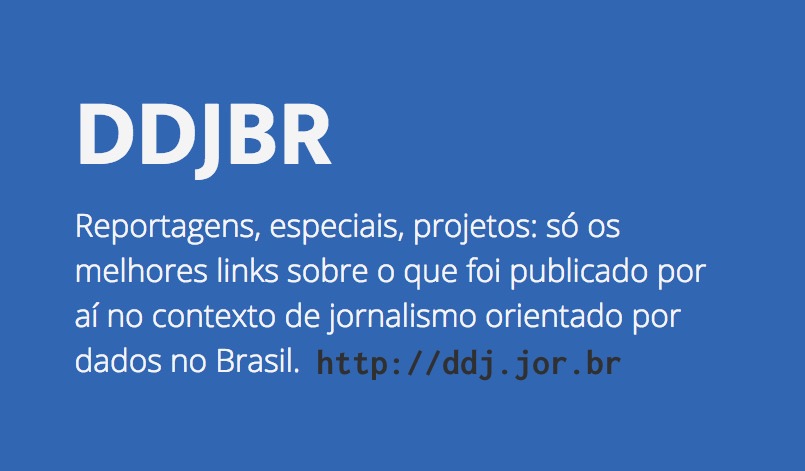 DDJBR
Reportagens, especiais, projetos: só os
melhores links sobre o que foi publicado por
aí no contexto de jornalismo orientado por
dados no Brasil. http://ddj.jor.br